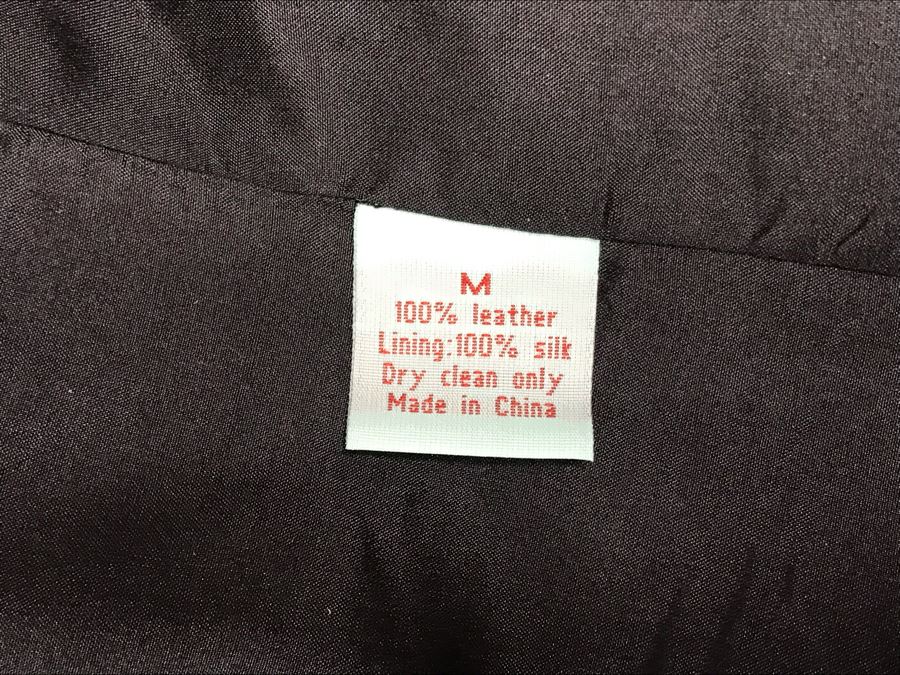 M
100% leather
Lining:100% silk
Dry clean only
Made in China